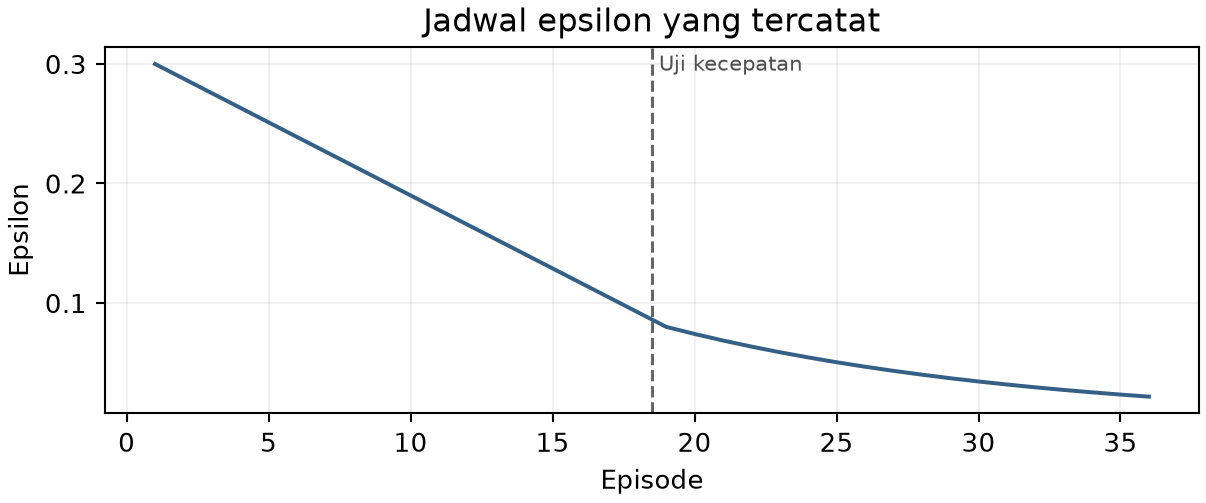 Jadwal epsilon yang tercatat
Uji kecepatan
Epsilon
0.3
0.2
0.1
0 5 10 15 20 25 30 35
Episode